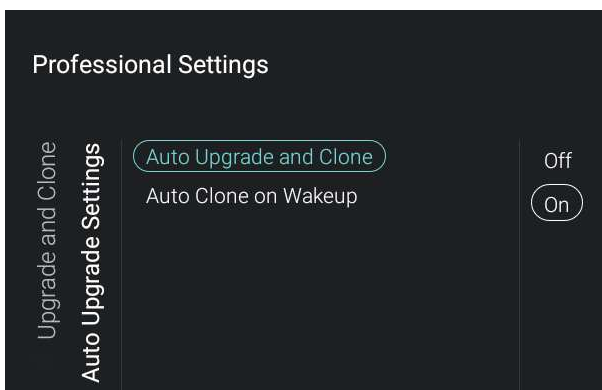 Professional Settings
Upgrade and Clone
Auto Upgrade Settings
Auto Upgrade and Clone
Auto Clone on Wakeup
Off
On